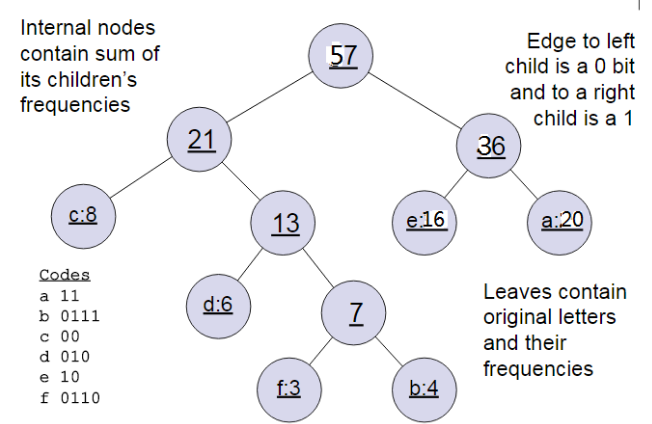 Internal nodes
contain sum of
its children's
frequencies
57
Edge to left
child is a 0 bit
and to a right
child is a 1
21
36
c:8
13
e:16
a:20
d:6
7
f:3
b:4
Codes
a 11
b 0111
c 00
d 010
e 10
f 0110
Leaves contain
original letters
and their
frequencies